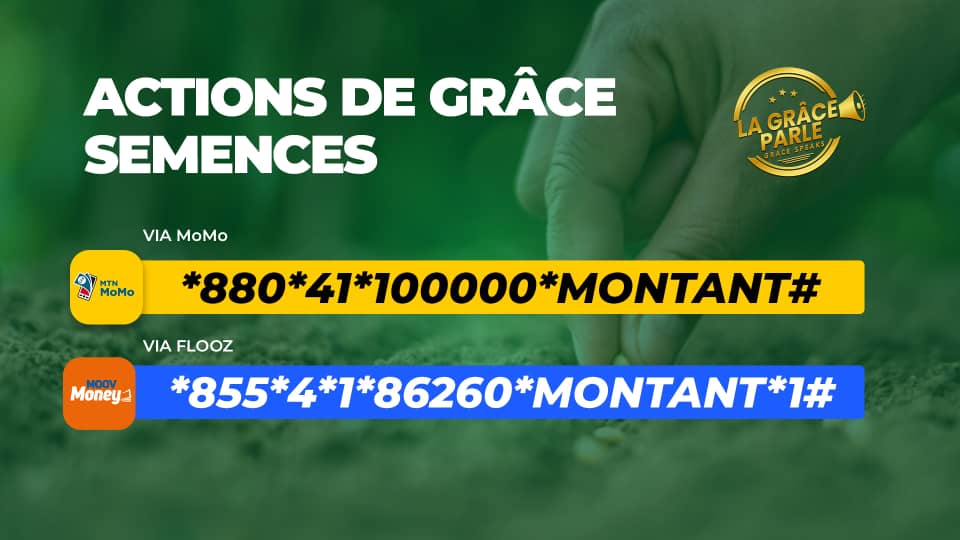 ACTIONS DE GRÂCE
SEMENCES
LA GRÂCE
PARLE
GRACE SPEAKS
VIA MoMo
MTN
MoMo
*880*41*100000*MONTANT#
VIA FLOOZ
MOOV
Money
*855*4*1*86260*MONTANT*1#